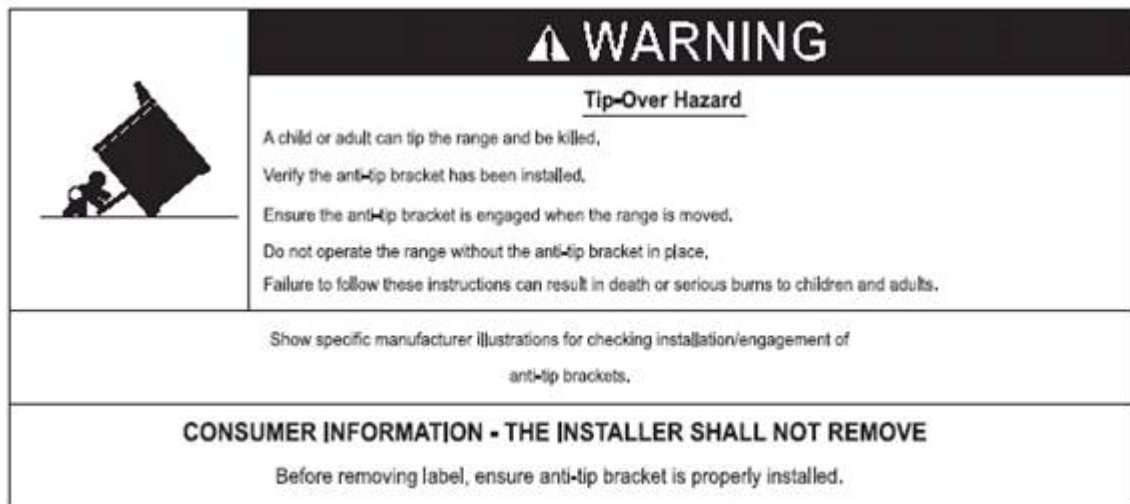 WARNING
Tip-Over Hazard
A child or adult can tip the range and be killed.
Verify the anti-tip bracket has been installed.
Ensure the anti-tip bracket is engaged when the range is moved.
Do not operate the range without the anti-tip bracket in place.
Failure to follow these instructions can result in death or serious burns to children and adults.
Show specific manufacturer illustrations for checking installation/engagement of
anti-tip brackets.
CONSUMER INFORMATION - THE INSTALLER SHALL NOT REMOVE
Before removing label, ensure anti-tip bracket is properly installed.